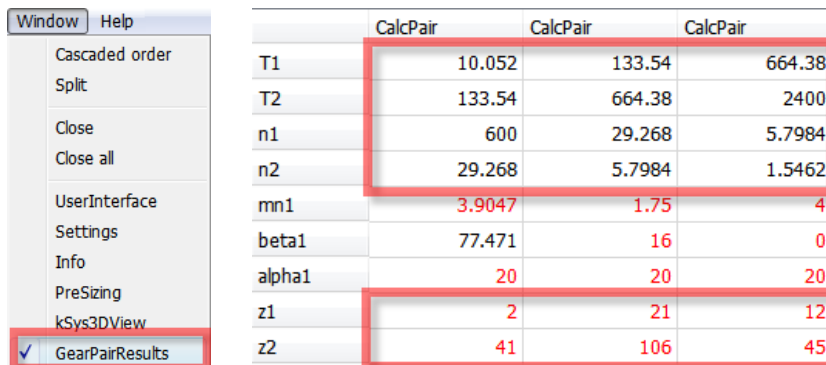 Window Help
Cascaded order
Split
Close
Close all
UserInterface
Settings
Info
PreSizing
kSys3DView
✓ GearPairResults
CalcPair CalcPair CalcPair
T1 10.052 133.54 664.38
T2 133.54 664.38 2400
n1 600 29.268 5.7984
n2 29.268 5.7984 1.5462
mn1 3.9047 1.75 4
beta1 77.471 16 0
alpha1 20 20 20
z1 2 21 12
z2 41 106 45